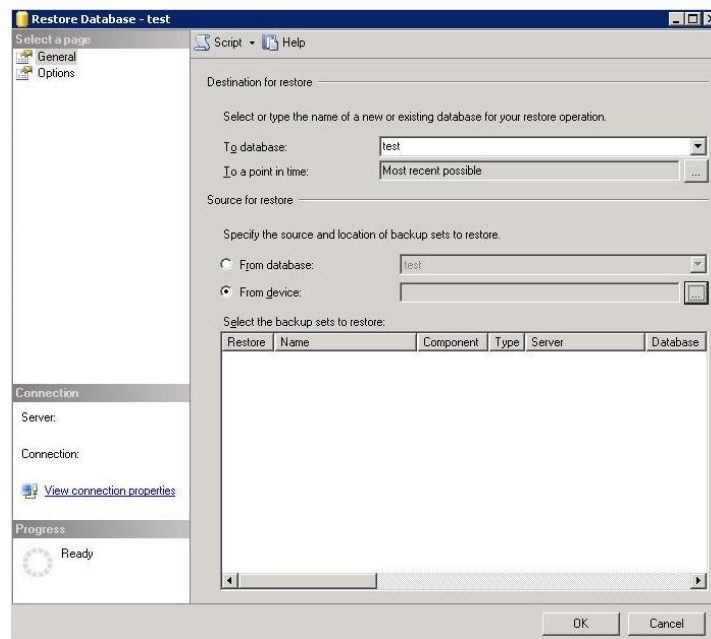 Restore Database - test
Select a page
General
Options
Script
Help
Destination for restore
Select or type the name of a new or existing database for your restore operation.
To database:
test
To a point in time:
Most recent possible
...
Source for restore
Specify the source and location of backup sets to restore.
From database:
test
From device:
...
Select the backup sets to restore:
Restore Name Component Type Server Database
Connection
Server:
Connection:
View connection properties
Progress
Ready
OK Cancel